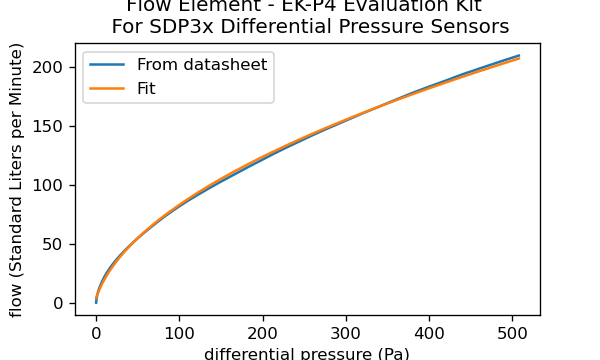 Flow Element - EK-P4 Evaluation Kit
For SDP3x Differential Pressure Sensors
From datasheet
Fit
flow (Standard Liters per Minute)
200
150
100
50
0
0 100 200 300 400 500
differential pressure (Pa)